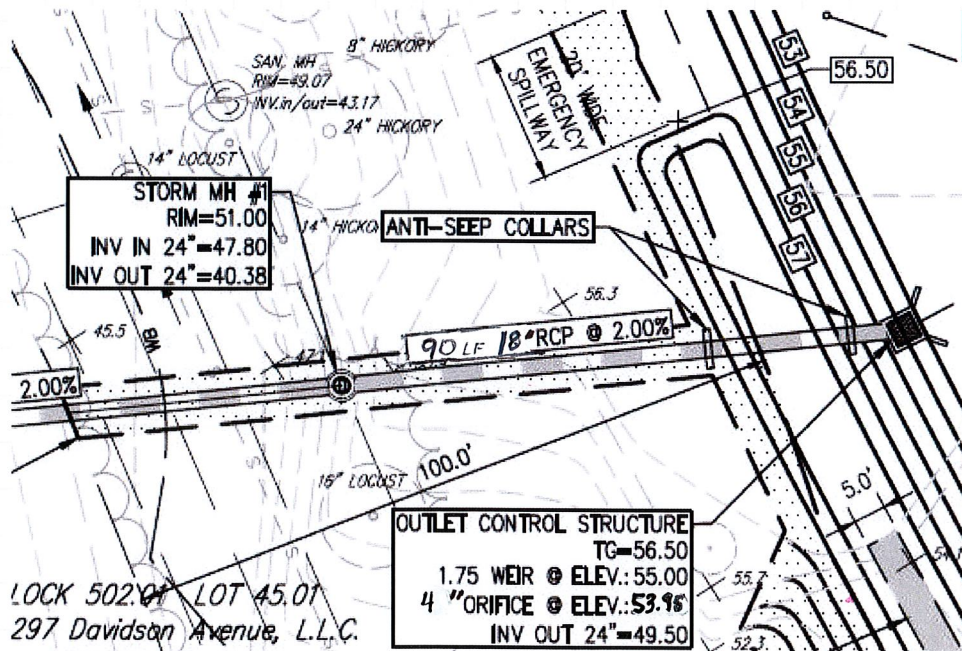 8" HICKORY
SAN. MH
RIM=49.07
INV.in/out=43.17
24" HICKORY
14" LOCUST
20' WIDE
EMERGENCY
SPILLWAY
53
54
55
56
57
56.50
STORM MH #1
RIM=51.00
INV IN 24"=47.80
INV OUT 24"=40.38
14" HICKO
ANTI-SEEP COLLARS
56.3
45.5
90 LF 18"RCP @ 2.00%
2.00%
16" LOCUST
100.0'
5.0'
OUTLET CONTROL STRUCTURE
TG=56.50
1.75 WEIR @ ELEV.: 55.00
4 "ORIFICE @ ELEV.: 53.95
INV OUT 24"=49.50
55.7
52.3
LOCK 502.01 LOT 45.01
297 Davidson Avenue, L.L.C.